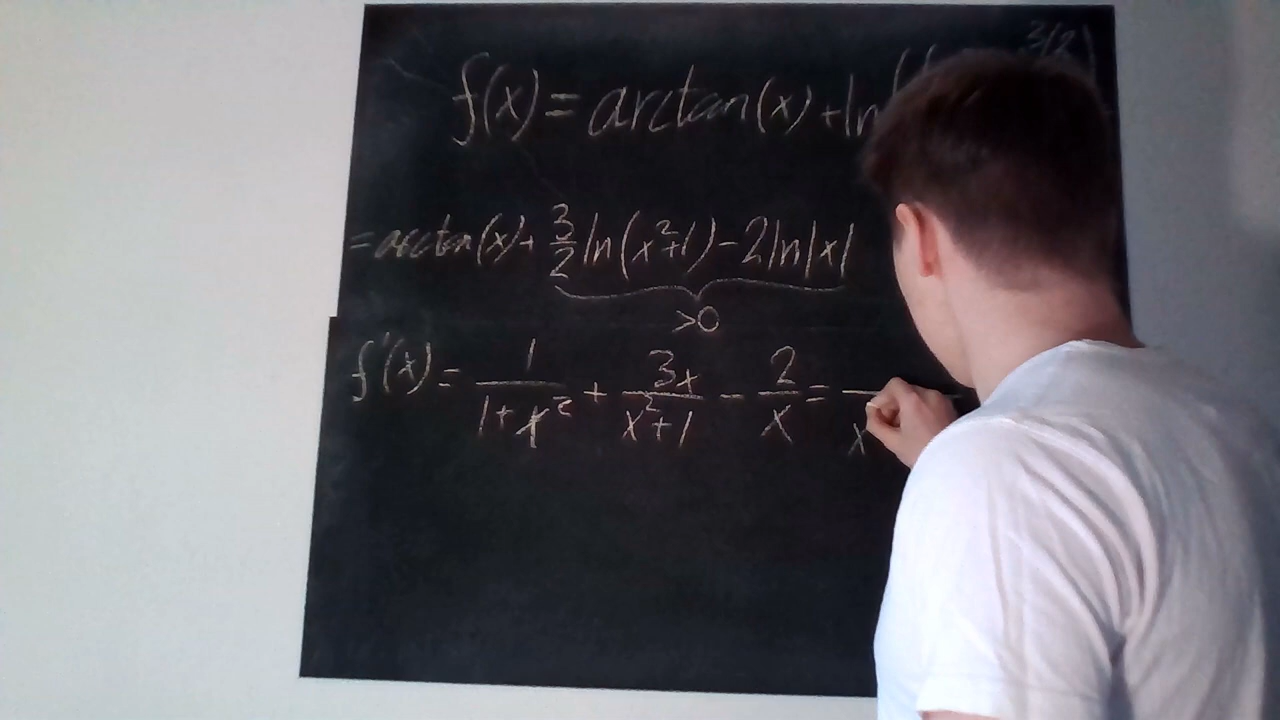 f(x) = arctan(x) + ln(( 3/2)
= arctan(x) + 3/2 ln(x²+1) - 2ln|x|
>0
f'(x) = 1/(1+x²) + 3x/(x²+1) - 2/x = /x